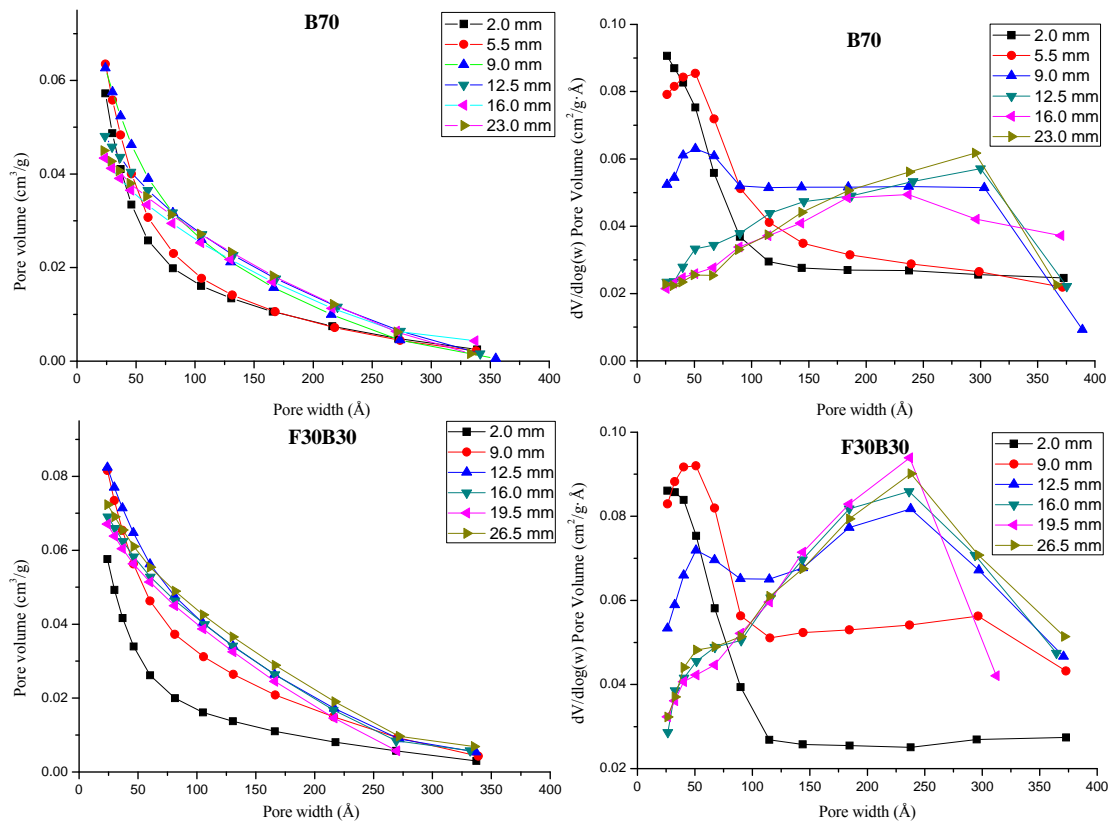 B70
2.0 mm
5.5 mm
9.0 mm
12.5 mm
16.0 mm
23.0 mm
0.06
0.04
0.02
0.00
Pore volume (cm³/g)
0 50 100 150 200 250 300 350 400
Pore width (Å)
B70
2.0 mm
5.5 mm
9.0 mm
12.5 mm
16.0 mm
23.0 mm
0.10
0.08
0.06
0.04
0.02
0.00
dV/dlog(w) Pore Volume (cm²/g·Å)
0 50 100 150 200 250 300 350 400
Pore width (Å)
F30B30
2.0 mm
9.0 mm
12.5 mm
16.0 mm
19.5 mm
26.5 mm
0.08
0.06
0.04
0.02
0.00
Pore volume (cm³/g)
0 50 100 150 200 250 300 350 400
Pore width (Å)
F30B30
2.0 mm
9.0 mm
12.5 mm
16.0 mm
19.5 mm
26.5 mm
0.10
0.08
0.06
0.04
0.02
dV/dlog(w) Pore Volume (cm²/g·Å)
0 50 100 150 200 250 300 350 400
Pore width (Å)